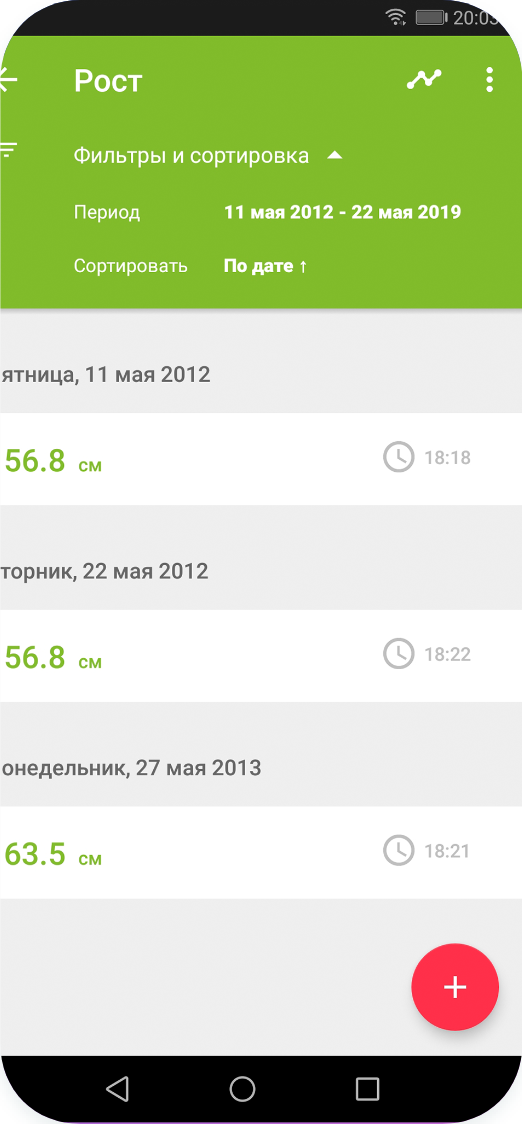 20:03
Рост
Фильтры и сортировка
Период 11 мая 2012 - 22 мая 2019
Сортировать По дате ↑
ятница, 11 мая 2012
56.8 см 18:18
торник, 22 мая 2012
56.8 см 18:22
онедельник, 27 мая 2013
63.5 см 18:21